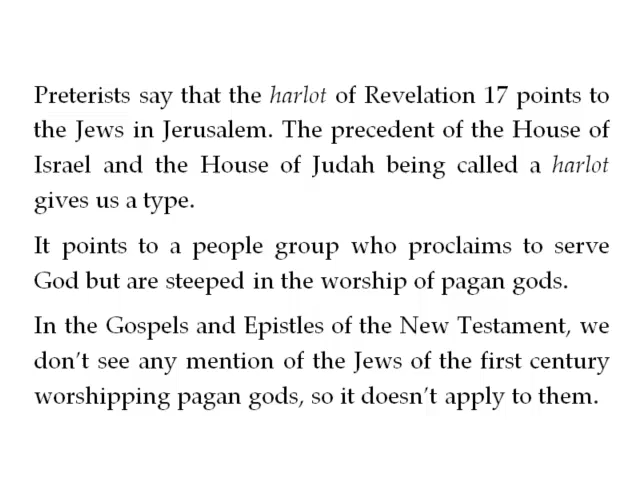 Preterists say that the harlot of Revelation 17 points to
the Jews in Jerusalem. The precedent of the House of
Israel and the House of Judah being called a harlot
gives us a type.
It points to a people group who proclaims to serve
God but are steeped in the worship of pagan gods.
In the Gospels and Epistles of the New Testament, we
don't see any mention of the Jews of the first century
worshipping pagan gods, so it doesn't apply to them.